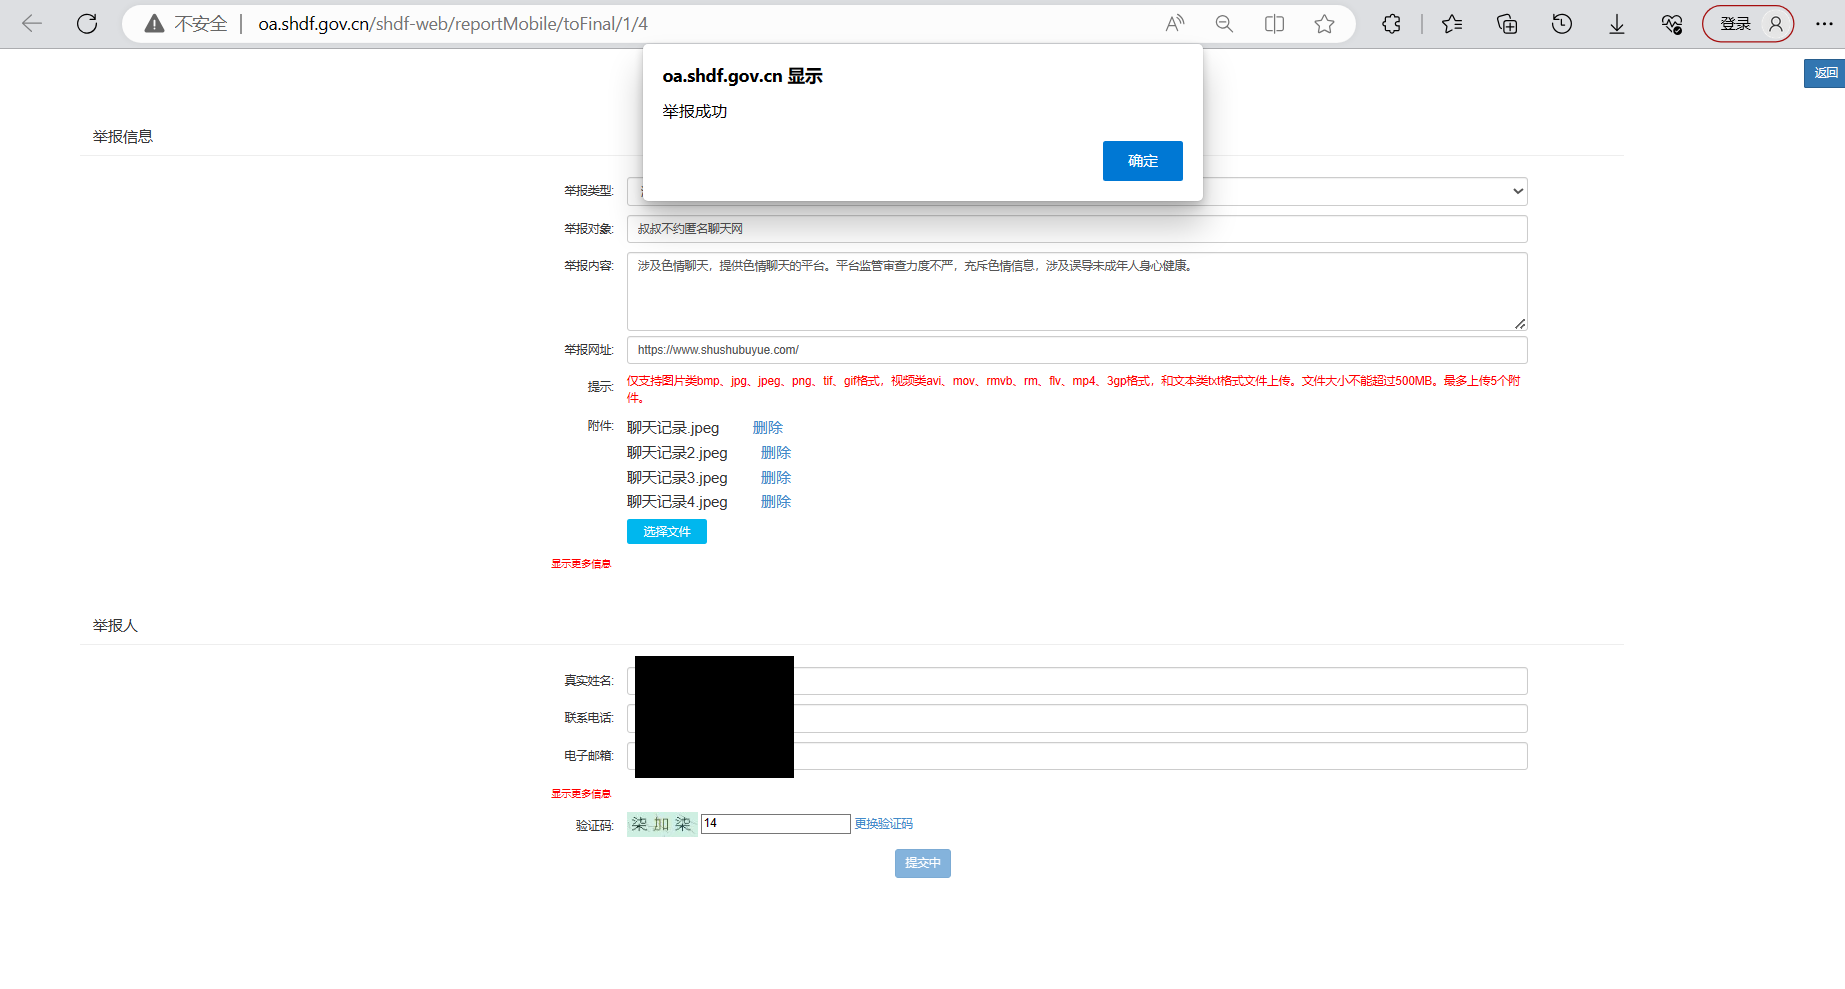 不安全
oa.shdf.gov.cn/shdf-web/reportMobile/toFinal/1/4
登录
oa.shdf.gov.cn 显示
举报成功
确定
返回
举报信息
举报类型:
举报对象: 叔叔不约匿名聊天网
举报内容: 涉及色情聊天，提供色情聊天的平台。平台监管审查力度不严，充斥色情信息，涉及误导未成年人身心健康。
举报网址: https://www.shushubuyue.com/
提示: 仅支持图片类bmp、jpg、jpeg、png、tif、gif格式，视频类avi、mov、rmvb、rm、flv、mp4、3gp格式，和文本类txt格式文件上传。文件大小不能超过500MB。最多上传5个附
件。
附件: 聊天记录.jpeg 删除
聊天记录2.jpeg 删除
聊天记录3.jpeg 删除
聊天记录4.jpeg 删除
选择文件
显示更多信息
举报人
真实姓名:
联系电话:
电子邮箱:
显示更多信息
验证码: 柒加柒 14 更换验证码
提交中